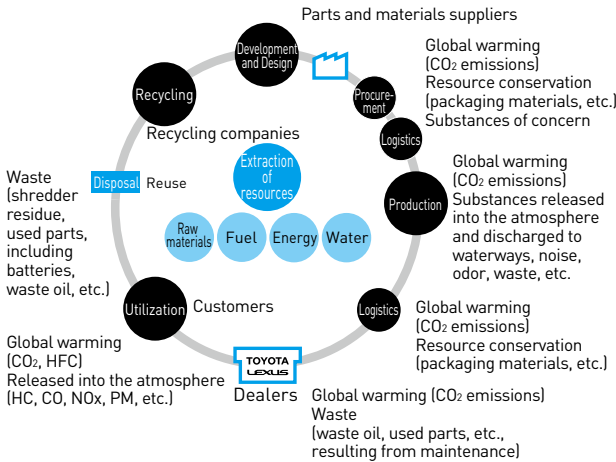 Parts and materials suppliers
Development
and Design
Global warming
(CO2 emissions)
Resource conservation
(packaging materials, etc.)
Substances of concern
Procure-
ment
Logistics
Recycling
Recycling companies
Extraction
of
resources
Raw
materials
Fuel
Energy
Water
Global warming
(CO2 emissions)
Substances released
into the atmosphere
and discharged to
waterways, noise,
odor, waste, etc.
Production
Disposal
Reuse
Waste
(shredder
residue,
used parts,
including
batteries,
waste oil, etc.)
Utilization
Customers
Logistics
Global warming
(CO2 emissions)
Resource conservation
(packaging materials, etc.)
Global warming
(CO2, HFC)
Released into the atmosphere
(HC, CO, NOx, PM, etc.)
TOYOTA
LEXUS
Dealers
Global warming (CO2 emissions)
Waste
(waste oil, used parts, etc.,
resulting from maintenance)